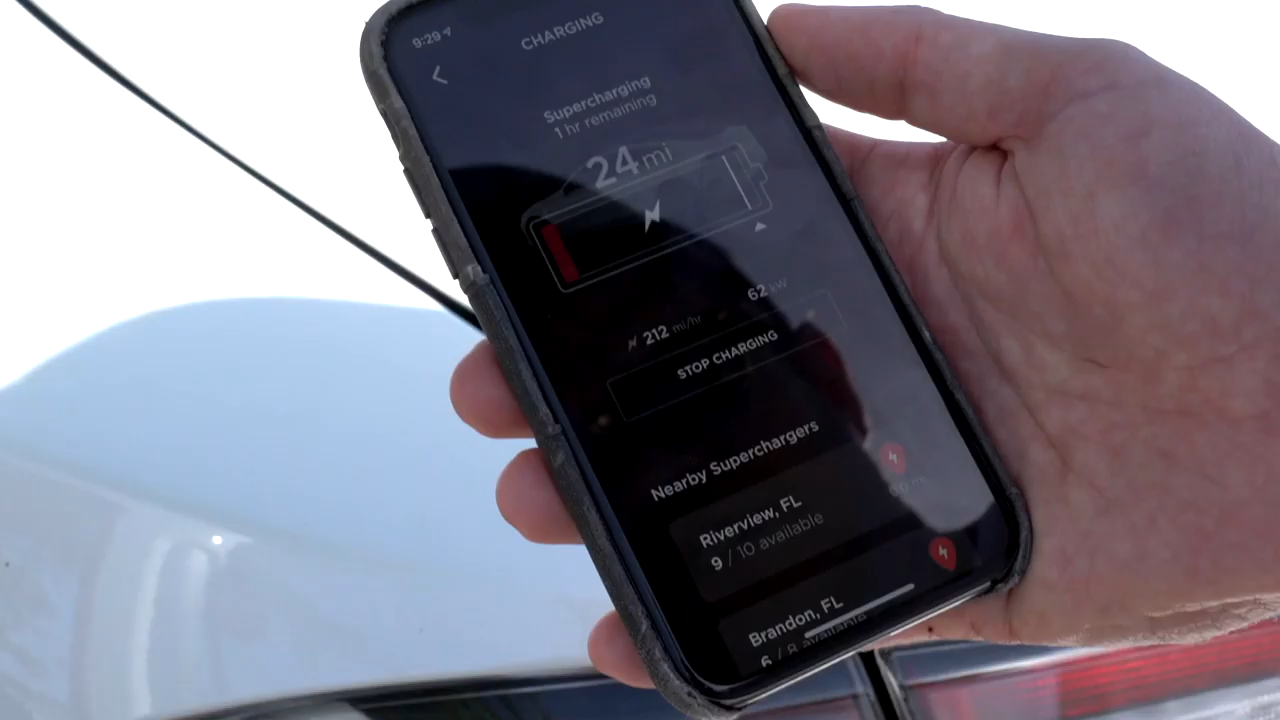 9:29
CHARGING
Supercharging
1 hr remaining
24 mi
62 kW
212 mi/hr
STOP CHARGING
Nearby Superchargers
Riverview, FL
9 / 10 available
Brandon, FL
6 / 8 available